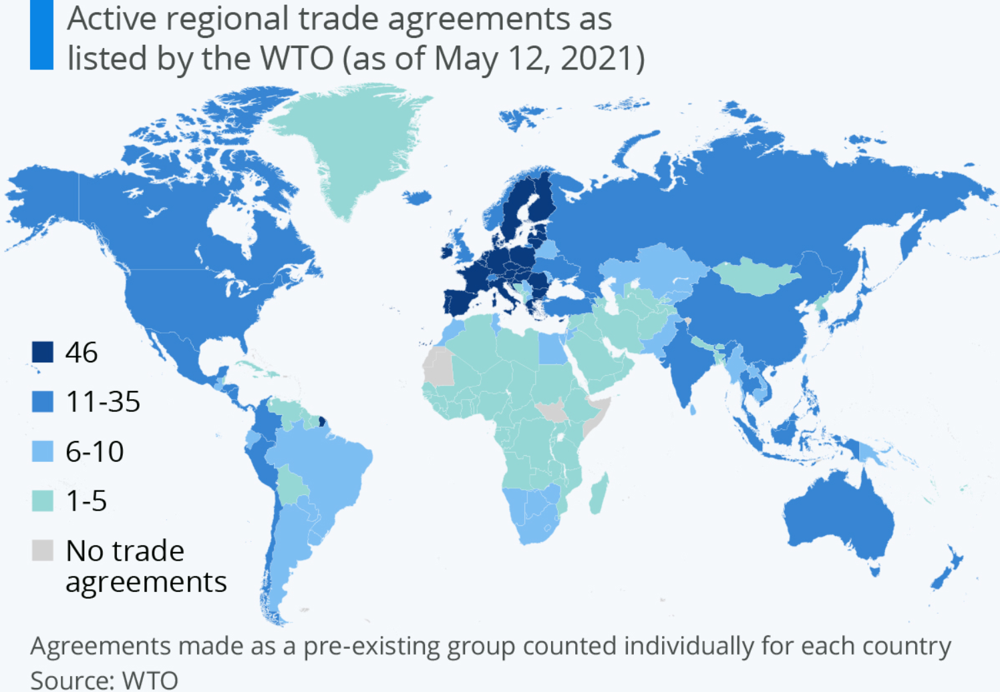 Active regional trade agreements as
listed by the WTO (as of May 12, 2021)
46
11-35
6-10
1-5
No trade
agreements
Agreements made as a pre-existing group counted individually for each country
Source: WTO